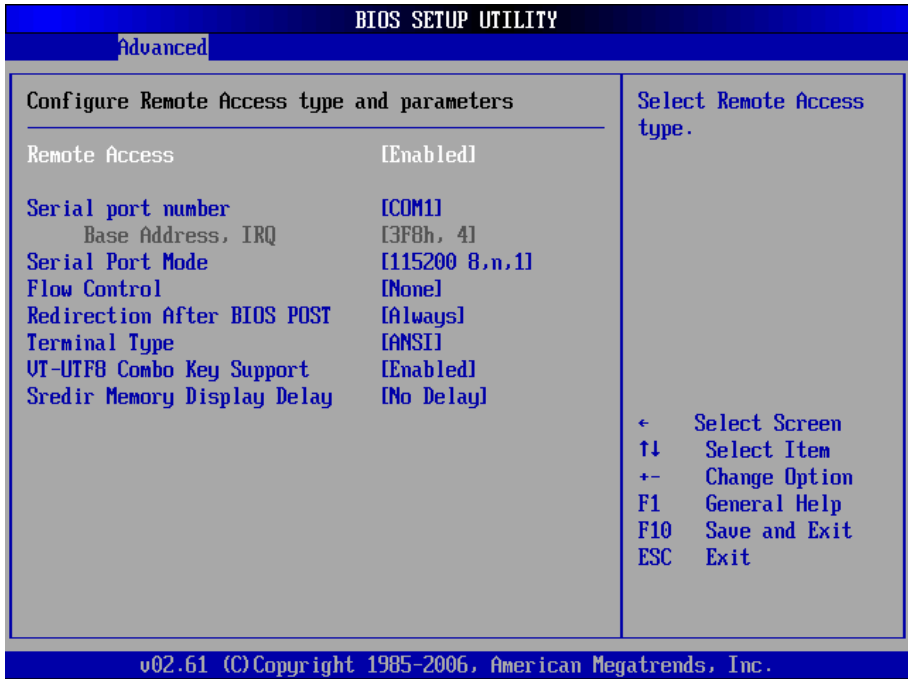 BIOS SETUP UTILITY
Advanced
Configure Remote Access type and parameters
Remote Access [Enabled]
Serial port number [COM1]
Base Address, IRQ [3F8h, 4]
Serial Port Mode [115200 8,n,1]
Flow Control [None]
Redirection After BIOS POST [Always]
Terminal Type [ANSI]
VT-UTF8 Combo Key Support [Enabled]
Sredir Memory Display Delay [No Delay]
Select Remote Access
type.
← Select Screen
↑↓ Select Item
+- Change Option
F1 General Help
F10 Save and Exit
ESC Exit
v02.61 (C)Copyright 1985-2006, American Megatrends, Inc.